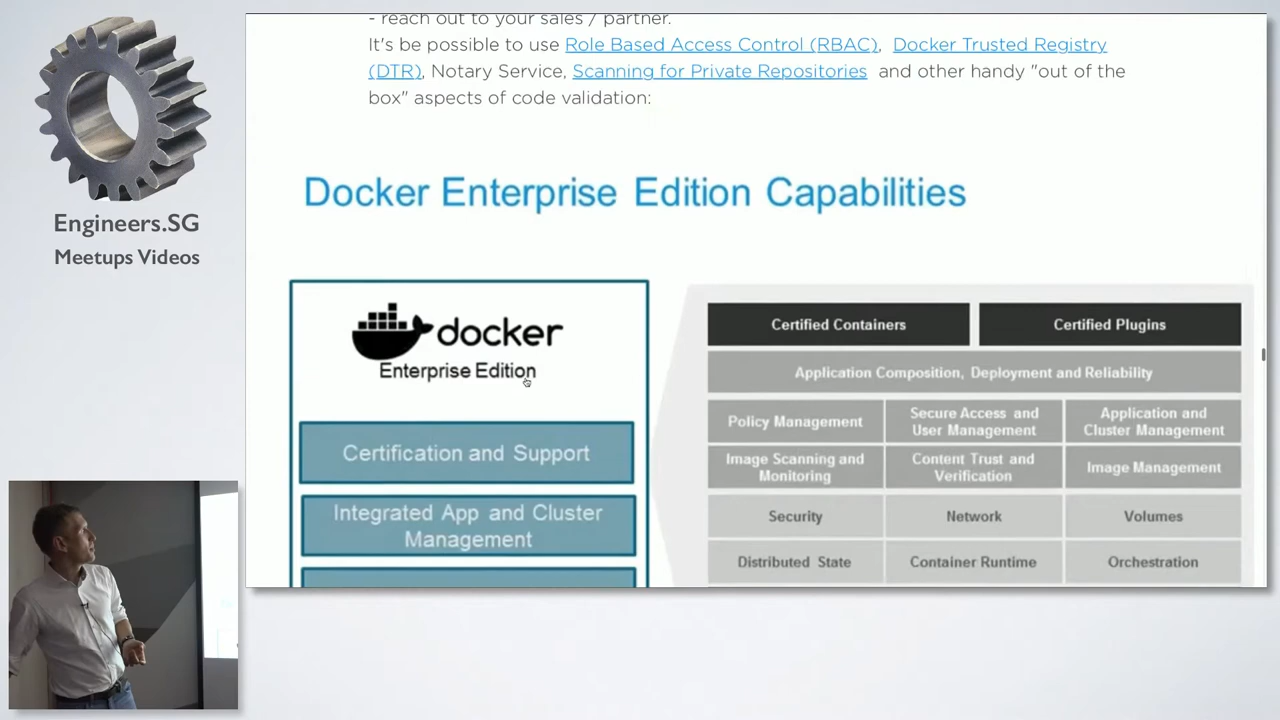 Engineers.SG
Meetups Videos
- reach out to your sales / partner.
It's be possible to use Role Based Access Control (RBAC), Docker Trusted Registry
(DTR), Notary Service, Scanning for Private Repositories and other handy "out of the
box" aspects of code validation:
Docker Enterprise Edition Capabilities
docker
Enterprise Edition
Certification and Support
Integrated App and Cluster
Management
Certified Containers
Certified Plugins
Application Composition, Deployment and Reliability
Policy Management
Secure Access and
User Management
Application and
Cluster Management
Image Scanning and
Monitoring
Content Trust and
Verification
Image Management
Security
Network
Volumes
Distributed State
Container Runtime
Orchestration